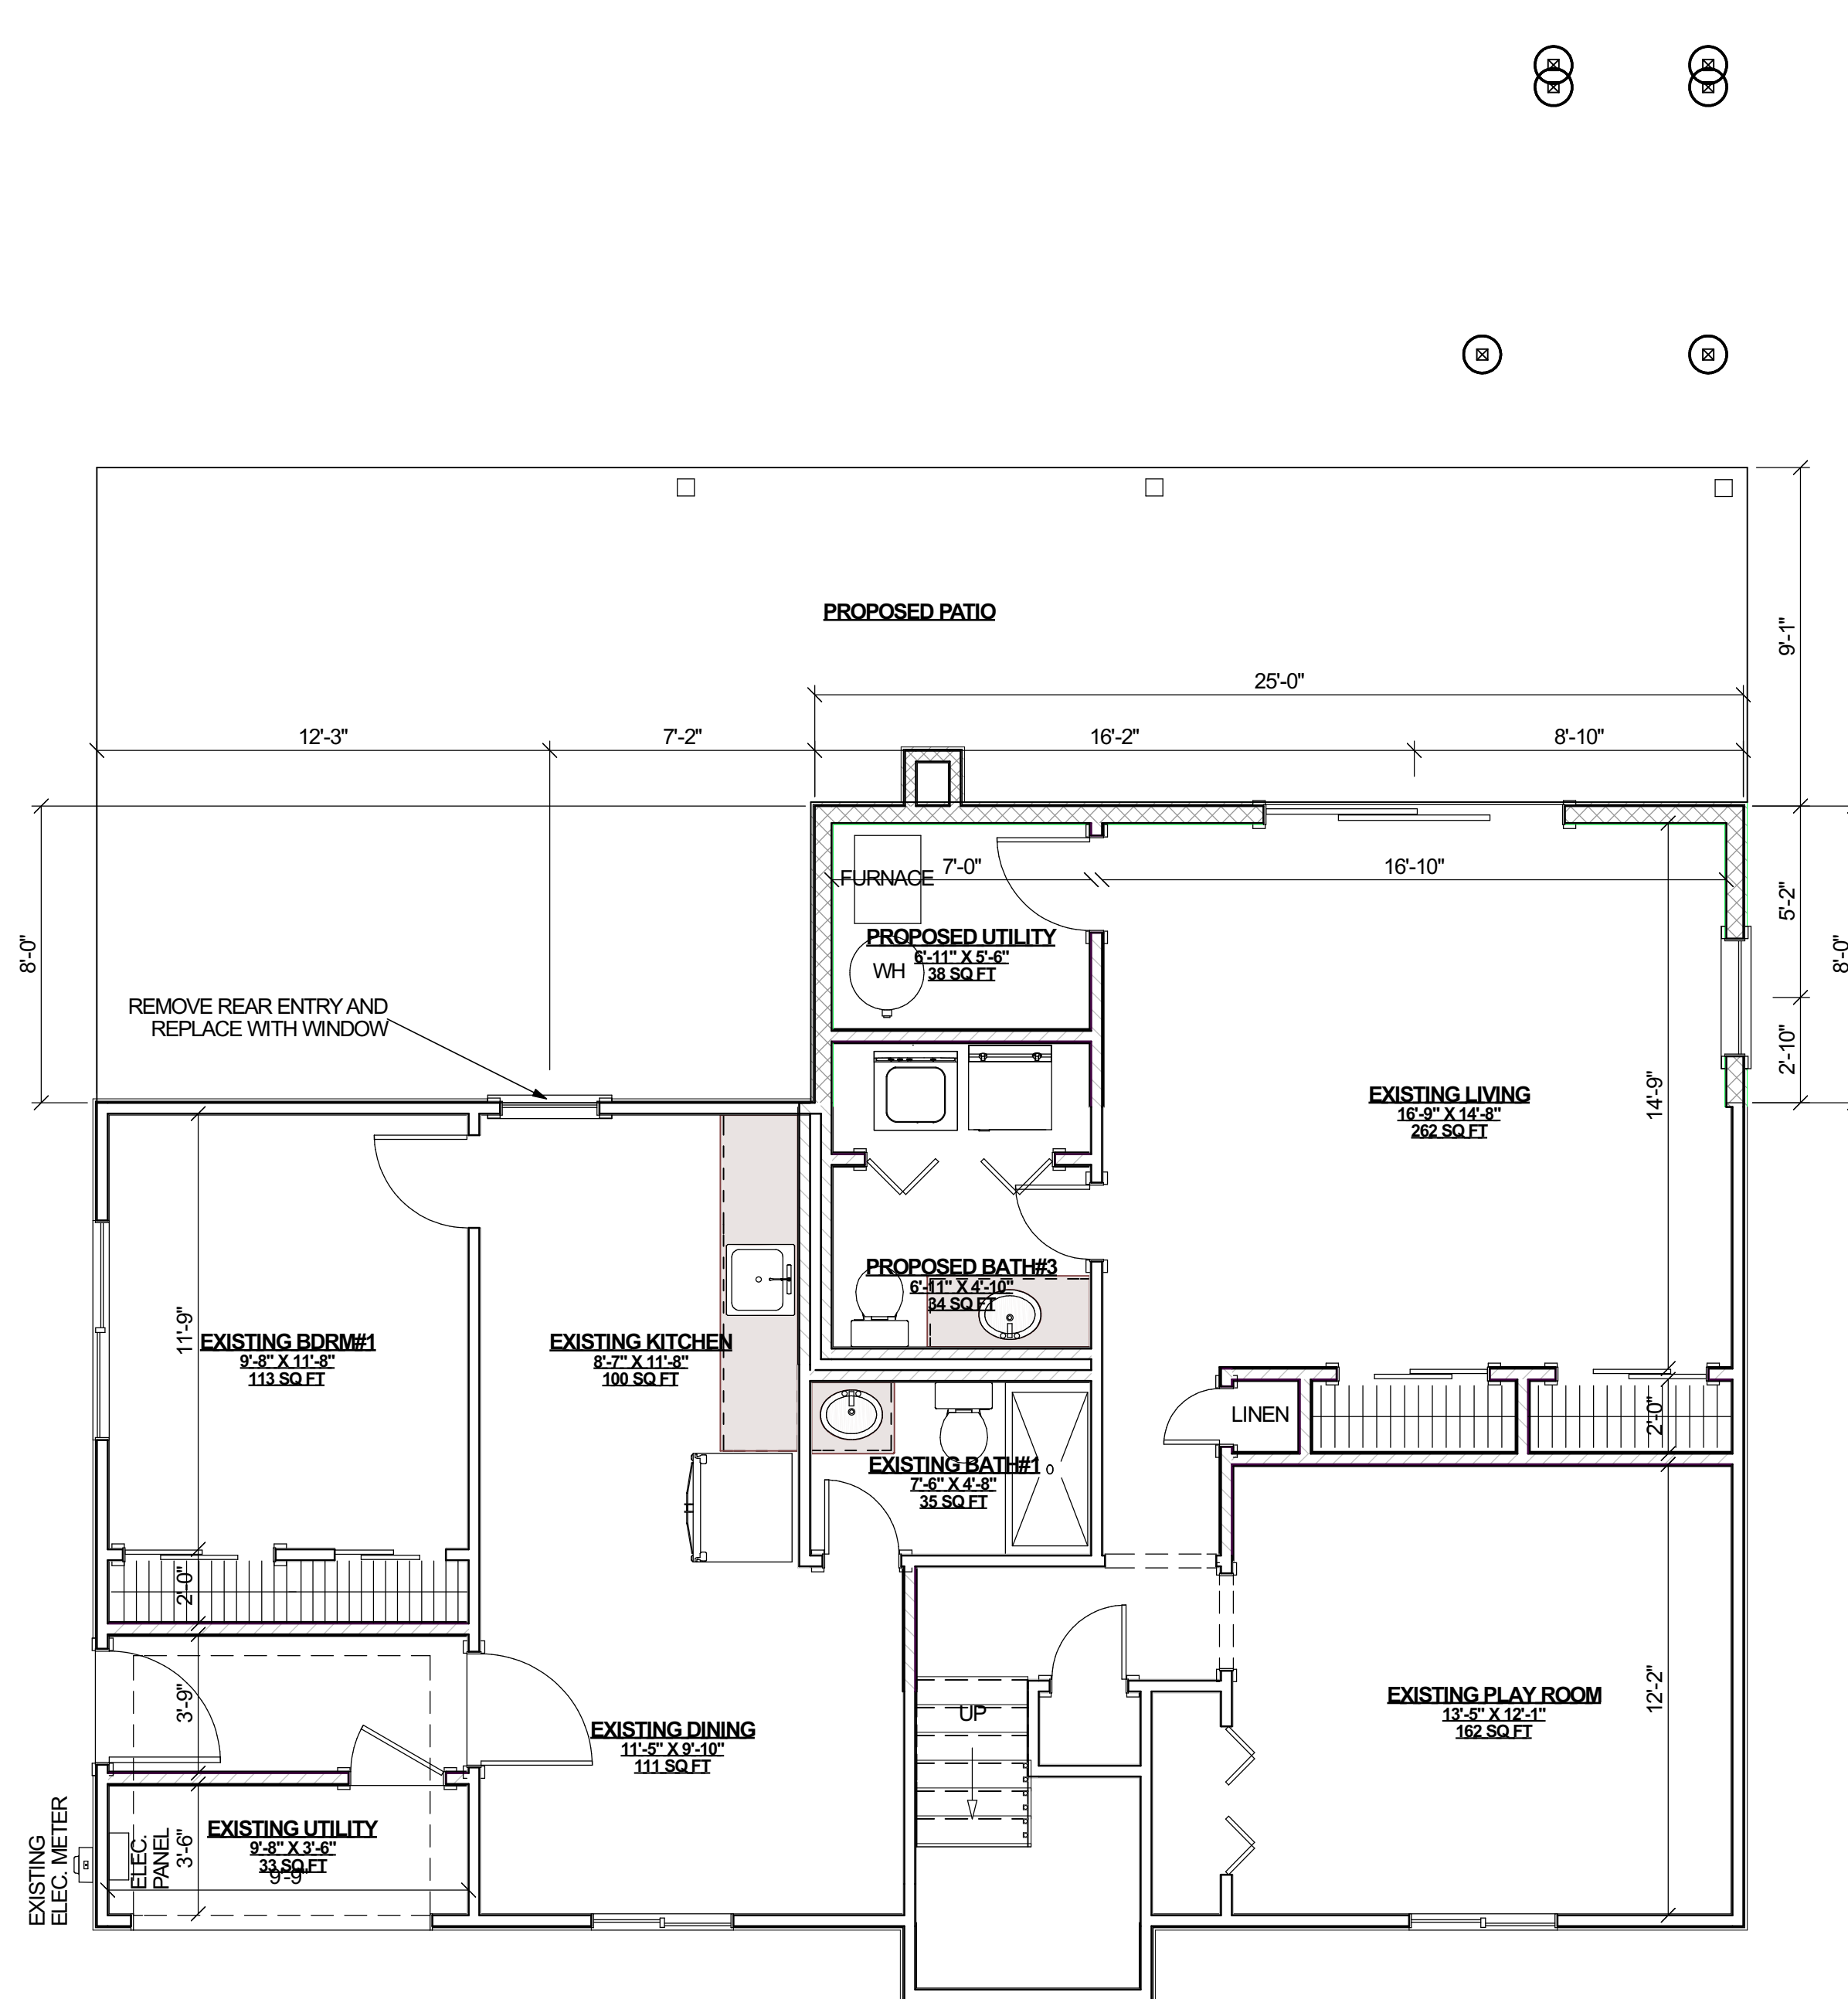 PROPOSED PATIO
9'-1"
25'-0"
12'-3"
7'-2"
16'-2"
8'-10"
7'-0"
16'-10"
FURNACE
5'-2"
8'-0"
8'-0"
PROPOSED UTILITY
6'-11" X 5'-6"
38 SQ FT
WH
REMOVE REAR ENTRY AND
REPLACE WITH WINDOW
2'-10"
EXISTING LIVING
16'-9" X 14'-8"
262 SQ FT
14'-9"
PROPOSED BATH#3
6'-11" X 4'-10"
34 SQ FT
11'-9"
EXISTING BDRM#1
9'-8" X 11'-8"
113 SQ FT
EXISTING KITCHEN
8'-7" X 11'-8"
100 SQ FT
LINEN
2'-0"
EXISTING BATH#1
7'-6" X 4'-8"
35 SQ FT
2'-0"
3'-9"
EXISTING DINING
11'-5" X 9'-10"
111 SQ FT
UP
EXISTING PLAY ROOM
13'-5" X 12'-1"
162 SQ FT
12'-2"
EXISTING
ELEC. METER
ELEC.
PANEL
3'-6"
EXISTING UTILITY
9'-8" X 3'-6"
33 SQ FT
9'-9"